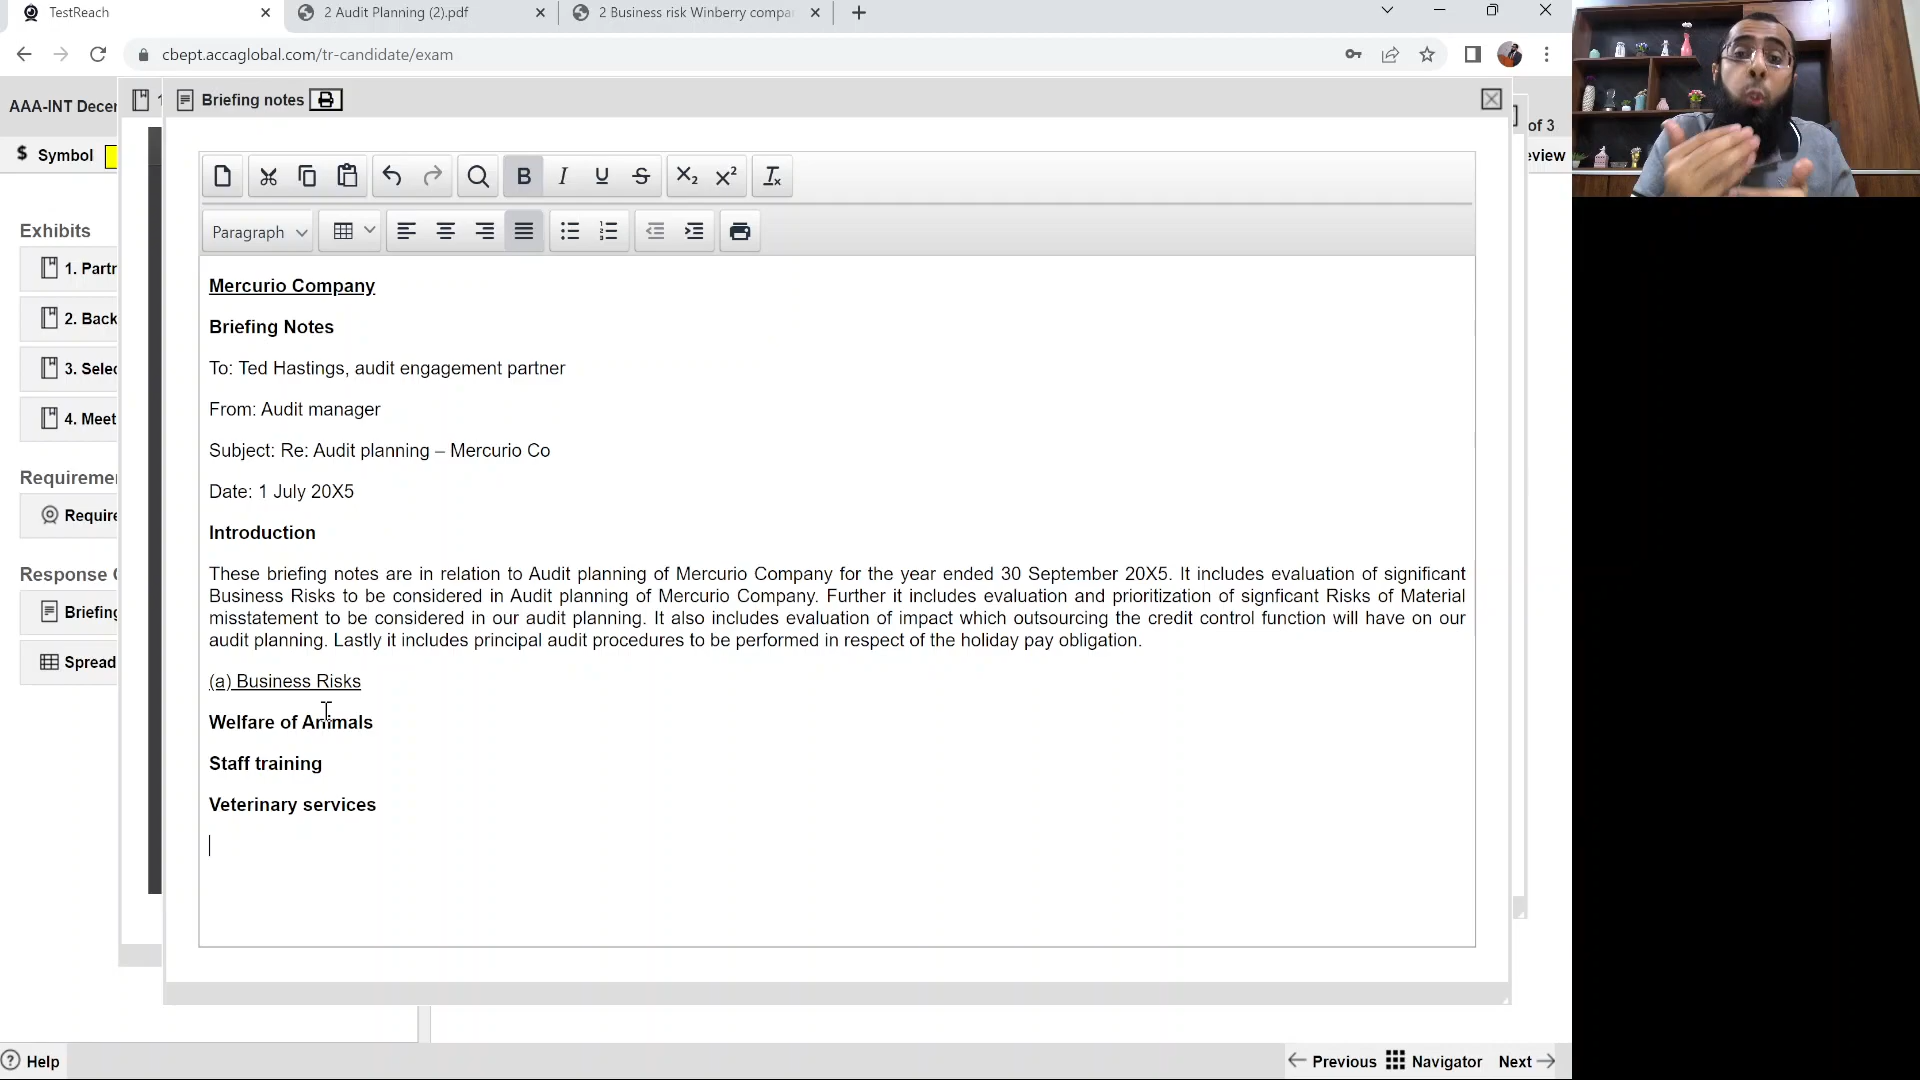 TestReach
2 Audit Planning (2).pdf
2 Business risk Winberry compa
cbept.accaglobal.com/tr-candidate/exam
AAA-INT Decer
Briefing notes
of 3
$ Symbol
eview
B I U S X₂ X² Tx
Paragraph
Exhibits
1. Partr
2. Back
3. Selec
4. Meet
Requiremer
Require
Response
Briefing
Spread
Mercurio Company
Briefing Notes
To: Ted Hastings, audit engagement partner
From: Audit manager
Subject: Re: Audit planning – Mercurio Co
Date: 1 July 20X5
Introduction
These briefing notes are in relation to Audit planning of Mercurio Company for the year ended 30 September 20X5. It includes evaluation of significant
Business Risks to be considered in Audit planning of Mercurio Company. Further it includes evaluation and prioritization of signficant Risks of Material
misstatement to be considered in our audit planning. It also includes evaluation of impact which outsourcing the credit control function will have on our
audit planning. Lastly it includes principal audit procedures to be performed in respect of the holiday pay obligation.
(a) Business Risks
Welfare of Animals
Staff training
Veterinary services
Help
Previous
Navigator
Next